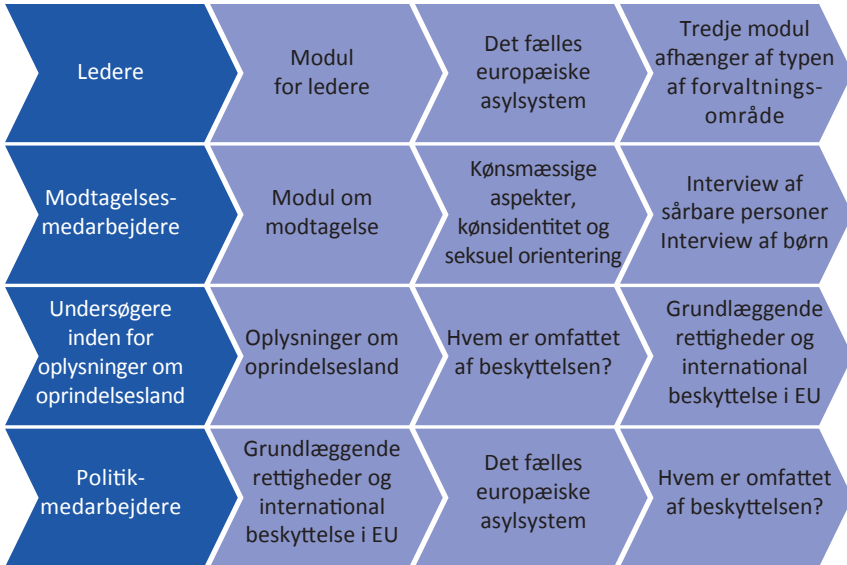 Ledere
Modul
for ledere
Det fælles
europæiske
asylsystem
Tredje modul
afhænger af typen
af forvaltnings-
område
Modtagelses-
medarbejdere
Modul om
modtagelse
Kønsmæssige
aspekter,
kønsidentitet og
seksuel orientering
Interview af
sårbare personer
Interview af børn
Undersøgere
inden for
oplysninger om
oprindelsesland
Oplysninger om
oprindelsesland
Hvem er omfattet
af beskyttelsen?
Grundlæggende
rettigheder og
international
beskyttelse i EU
Politik-
medarbejdere
Grundlæggende
rettigheder og
international
beskyttelse i EU
Det fælles
europæiske
asylsystem
Hvem er omfattet
af beskyttelsen?